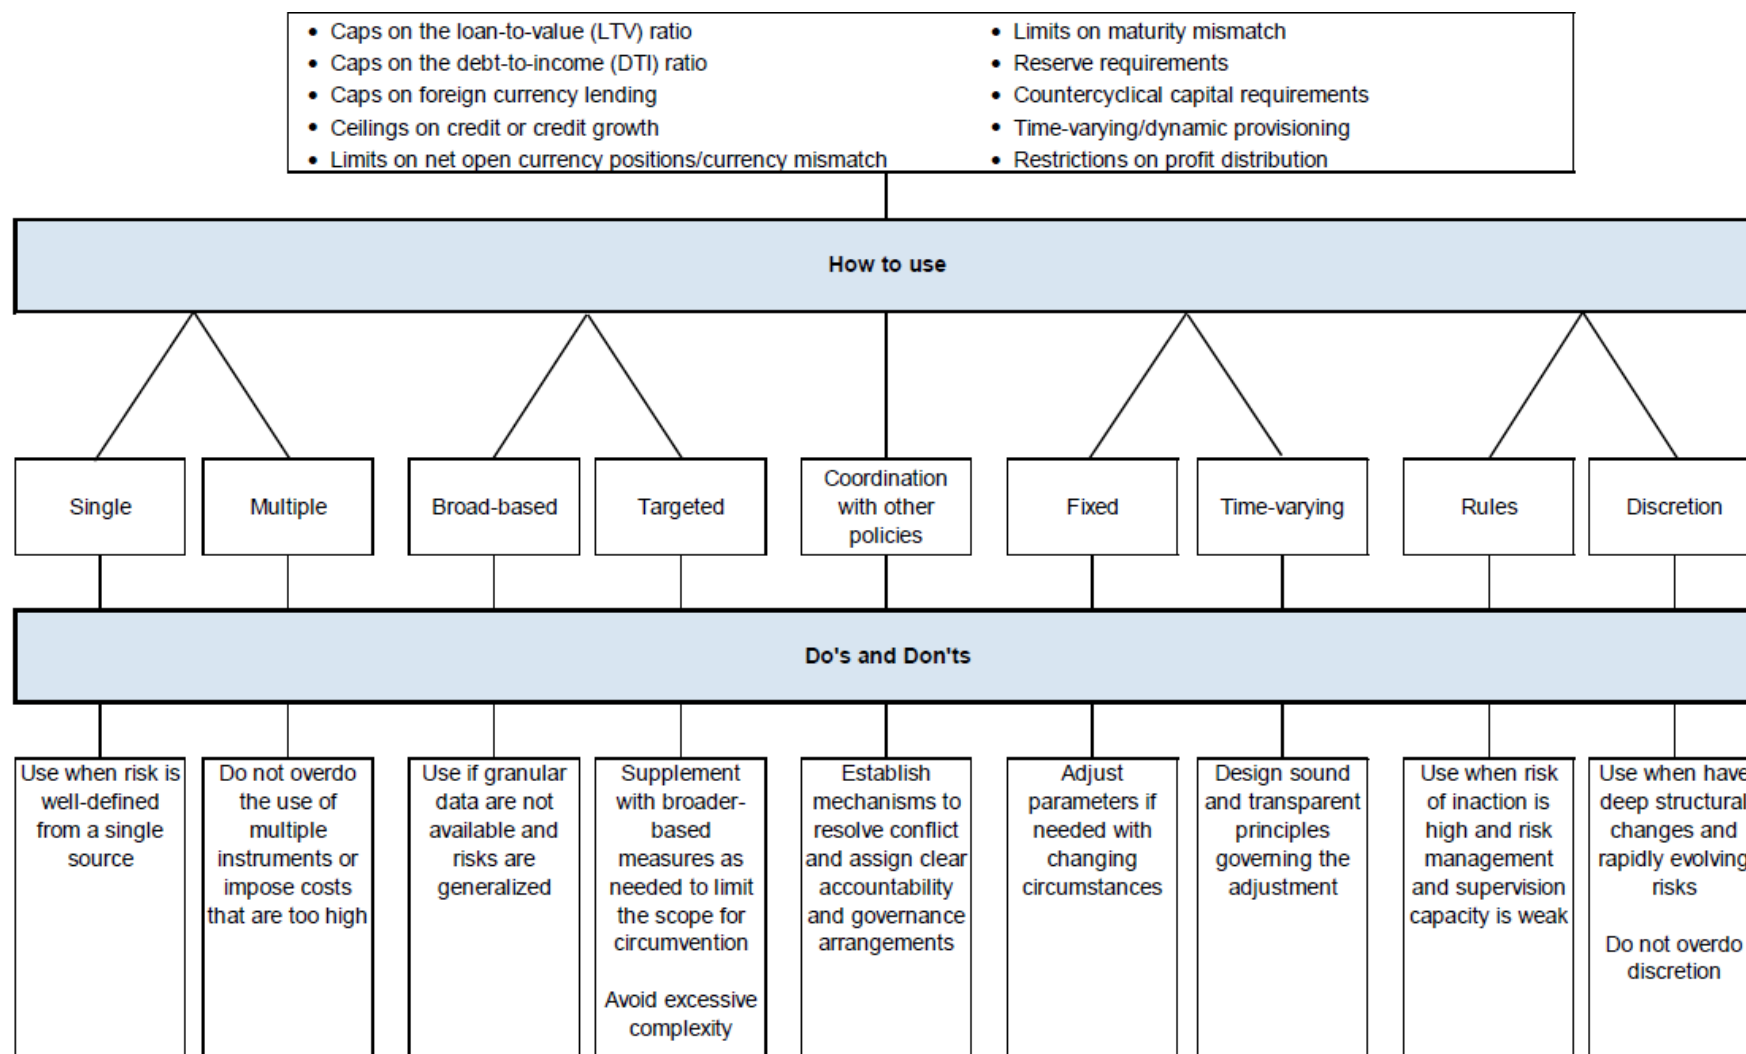 • Caps on the loan-to-value (LTV) ratio
• Caps on the debt-to-income (DTI) ratio
• Caps on foreign currency lending
• Ceilings on credit or credit growth
• Limits on net open currency positions/currency mismatch
• Limits on maturity mismatch
• Reserve requirements
• Countercyclical capital requirements
• Time-varying/dynamic provisioning
• Restrictions on profit distribution
How to use
Single
Multiple
Broad-based
Targeted
Coordination
with other
policies
Fixed
Time-varying
Rules
Discretion
Do's and Don'ts
Use when risk is
well-defined
from a single
source
Do not overdo
the use of
multiple
instruments or
impose costs
that are too high
Use if granular
data are not
available and
risks are
generalized
Supplement
with broader-
based
measures as
needed to limit
the scope for
circumvention
Avoid excessive
complexity
Establish
mechanisms to
resolve conflict
and assign clear
accountability
and governance
arrangements
Adjust
parameters if
needed with
changing
circumstances
Design sound
and transparent
principles
governing the
adjustment
Use when risk
of inaction is
high and risk
management
and supervision
capacity is weak
Use when have
deep structural
changes and
rapidly evolving
risks
Do not overdo
discretion